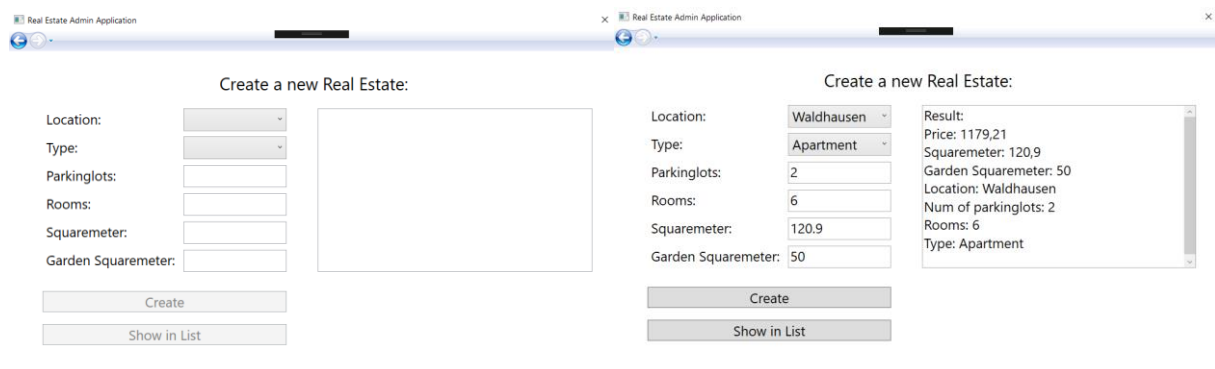 Real Estate Admin Application
Create a new Real Estate:
Location:
Type:
Parkinglots:
Rooms:
Squaremeter:
Garden Squaremeter:
Create
Show in List
Real Estate Admin Application
Create a new Real Estate:
Location: Waldhausen
Type: Apartment
Parkinglots: 2
Rooms: 6
Squaremeter: 120.9
Garden Squaremeter: 50
Result:
Price: 1179,21
Squaremeter: 120,9
Garden Squaremeter: 50
Location: Waldhausen
Num of parkinglots: 2
Rooms: 6
Type: Apartment
Create
Show in List